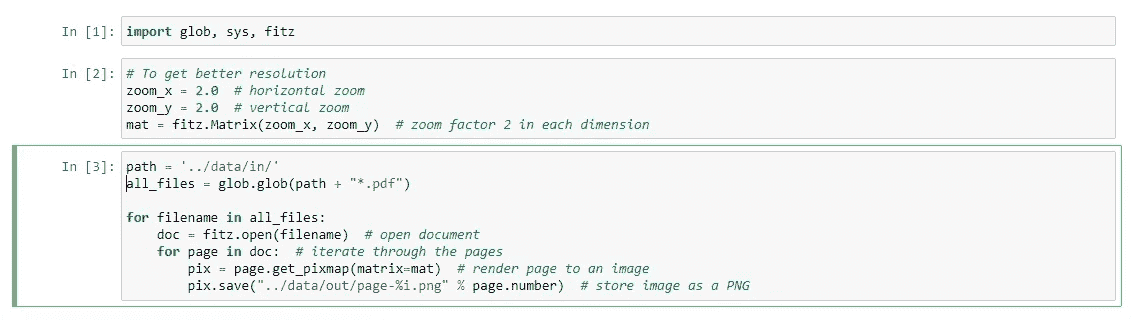 In [1]: import glob, sys, fitz
In [2]: # To get better resolution
zoom_x = 2.0  # horizontal zoom
zoom_y = 2.0  # vertical zoom
mat = fitz.Matrix(zoom_x, zoom_y)  # zoom factor 2 in each dimension
In [3]: path = '../data/in/'
all_files = glob.glob(path + "*.pdf")
for filename in all_files:
    doc = fitz.open(filename)  # open document
    for page in doc:  # iterate through the pages
        pix = page.get_pixmap(matrix=mat)  # render page to an image
        pix.save("../data/out/page-%i.png" % page.number)  # store image as a PNG